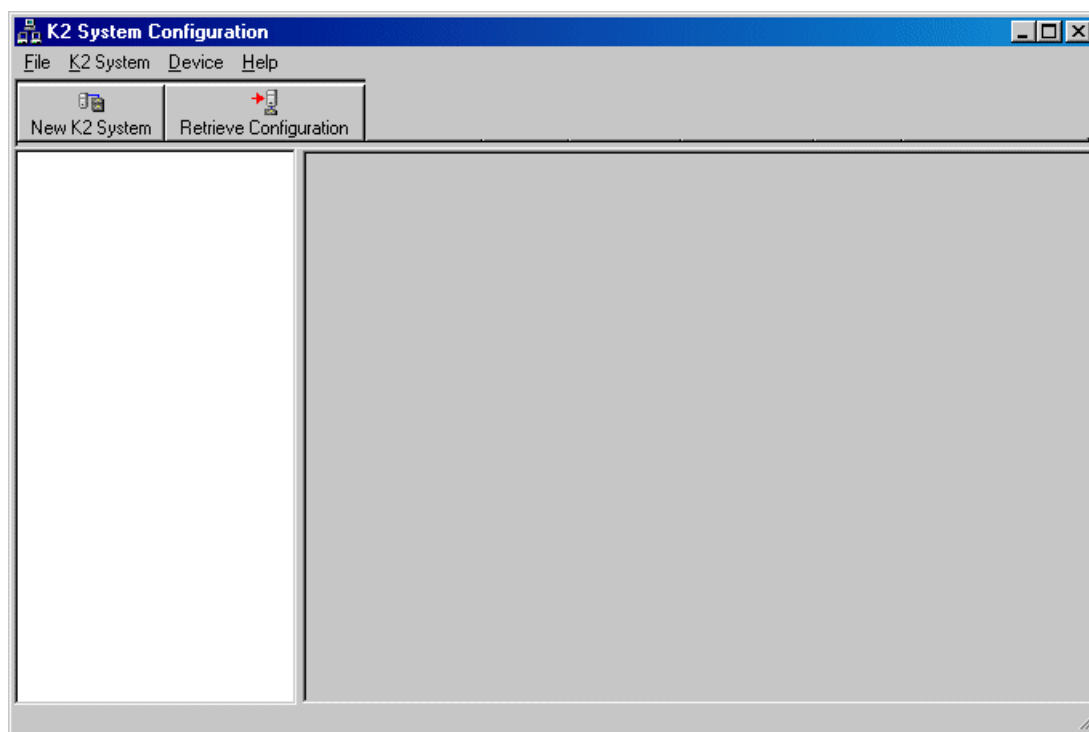 K2 System Configuration
File K2 System Device Help
New K2 System Retrieve Configuration